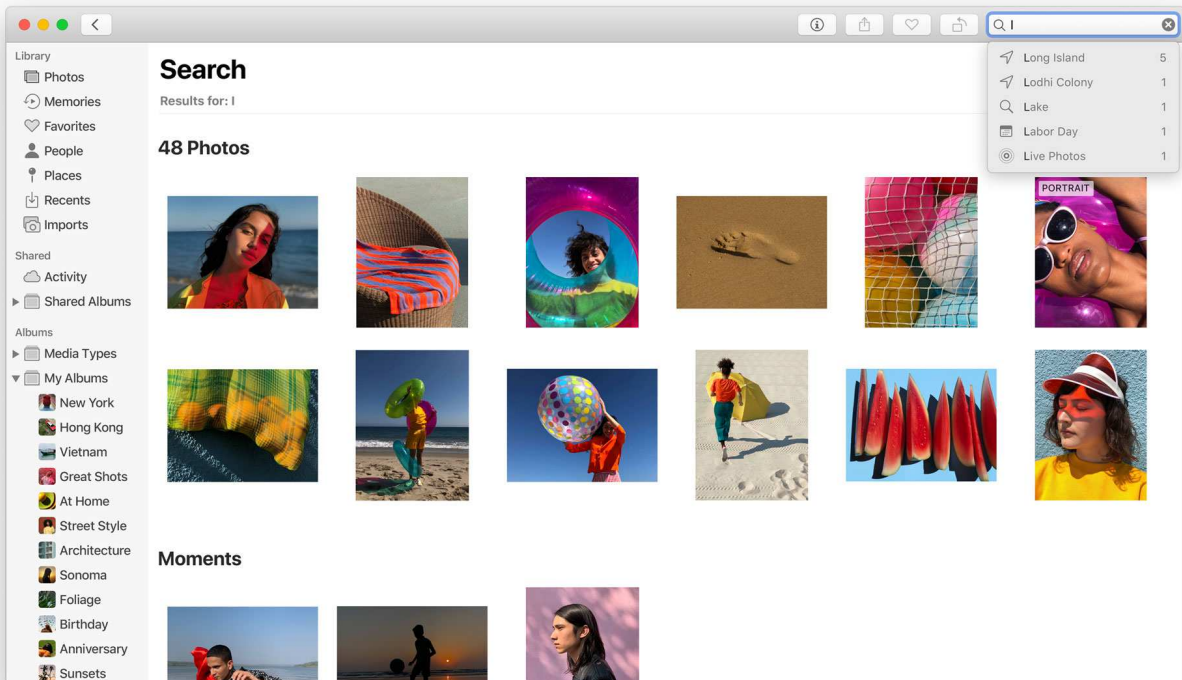 l
Long Island 5
Lodhi Colony 1
Lake 1
Labor Day 1
Live Photos 1
Library
Photos
Memories
Favorites
People
Places
Recents
Imports
Shared
Activity
Shared Albums
Albums
Media Types
My Albums
New York
Hong Kong
Vietnam
Great Shots
At Home
Street Style
Architecture
Sonoma
Foliage
Birthday
Anniversary
Sunsets
Search
Results for: l
48 Photos
PORTRAIT
Moments